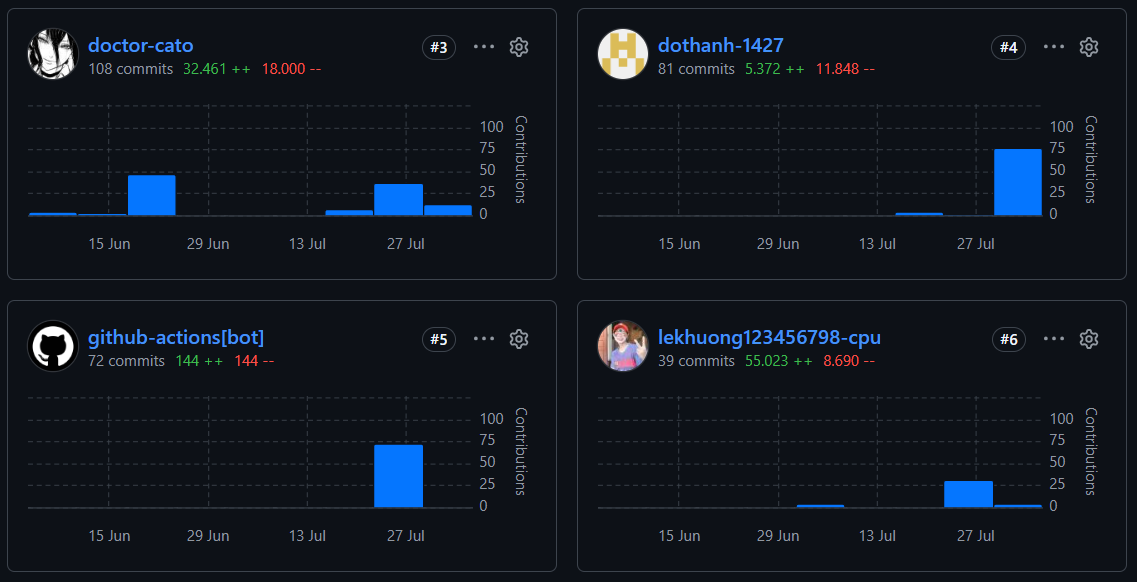 doctor-cato #3
108 commits 32.461 ++ 18.000 --
100
75
50
25
0
Contributions
15 Jun 29 Jun 13 Jul 27 Jul
dothanh-1427 #4
81 commits 5.372 ++ 11.848 --
100
75
50
25
0
Contributions
15 Jun 29 Jun 13 Jul 27 Jul
github-actions[bot] #5
72 commits 144 ++ 144 --
100
75
50
25
0
Contributions
15 Jun 29 Jun 13 Jul 27 Jul
lekhuong123456798-cpu #6
39 commits 55.023 ++ 8.690 --
100
75
50
25
0
Contributions
15 Jun 29 Jun 13 Jul 27 Jul